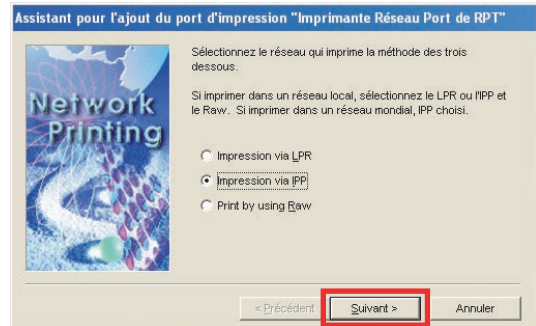 Assistant pour l'ajout du port d'impression "Imprimante Réseau Port de RPT"
Network
Printing
Sélectionnez le réseau qui imprime la méthode des trois
dessous.
Si imprimer dans un réseau local, sélectionnez le LPR ou l'IPP et
le Raw. Si imprimer dans un réseau mondial, IPP choisi.
Impression via LPR
Impression via IPP
Print by using Raw
< Précédent
Suivant >
Annuler